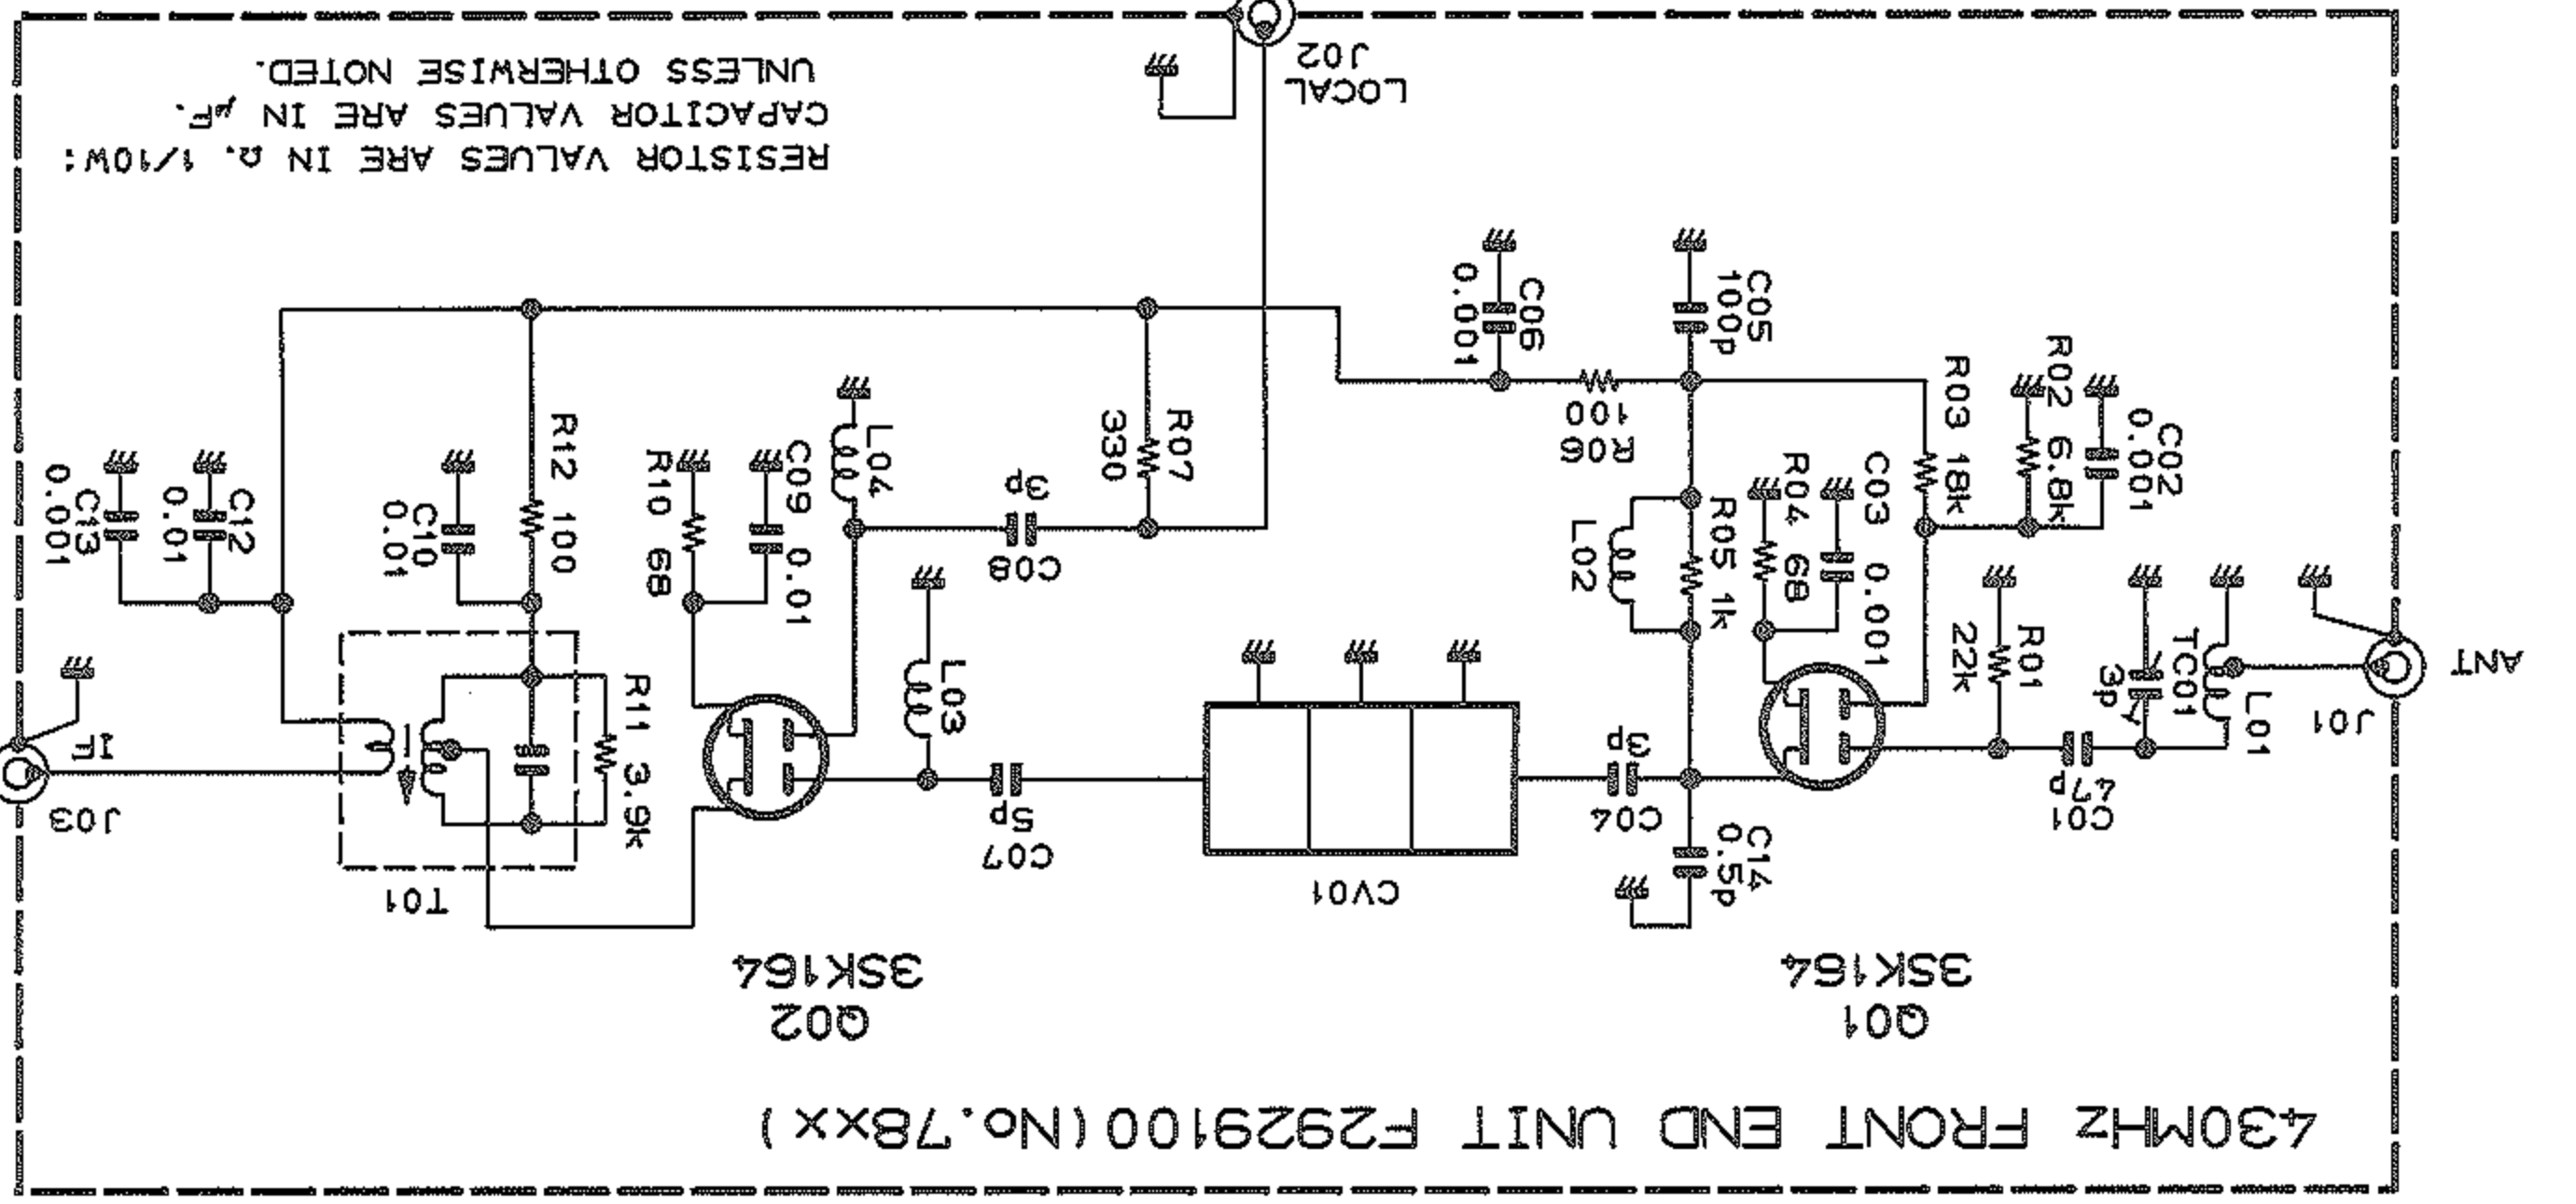 430MHz FRONT END UNIT F2929100(No.78xx)
Q01
3SK164
Q02
3SK164
ANT
J01
L01
TC01
3p
C01
47p
R01
22k
C02
0.001
R02 6.8k
R03 18k
C03 0.001
R04 68
C14
0.5p
C04
3p
R05 1k
L02
C05
100p
R06
100
C06
0.001
CV01
C07
5p
L03
C08
3p
R07
330
LOCAL
J02
L04
C09 0.01
R10 68
T01
R11 3.9k
R12 100
C10
0.01
C12
0.01
C13
0.001
IF
J03
RESISTOR VALUES ARE IN Ω, 1/10W;
CAPACITOR VALUES ARE IN μF.
UNLESS OTHERWISE NOTED.